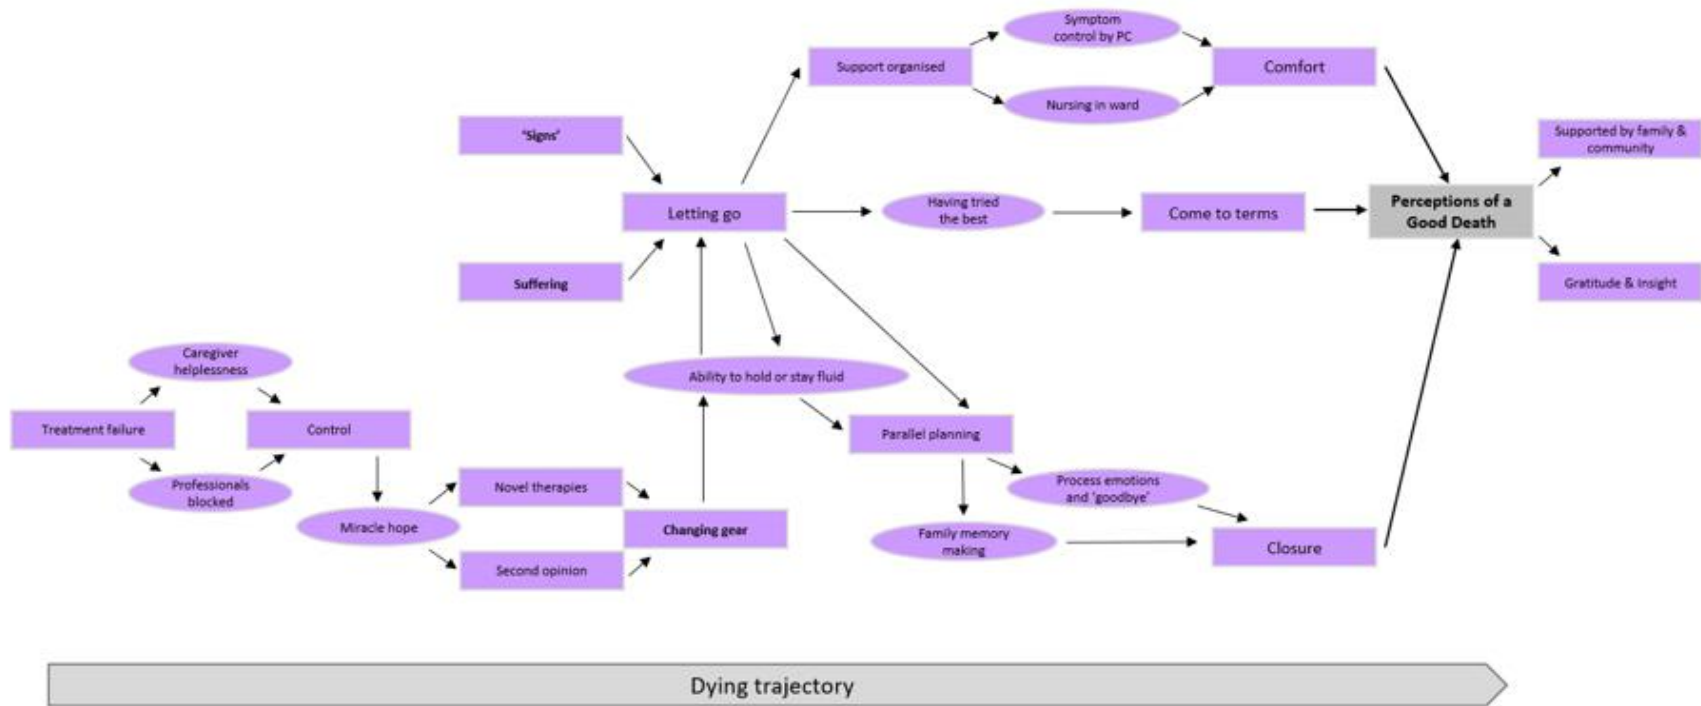 Symptom
control by PC
Support organised
Comfort
Nursing in ward
'Signs'
Supported by family &
community
Letting go
Having tried
the best
Come to terms
Perceptions of a
Good Death
Suffering
Gratitude & Insight
Caregiver
helplessness
Ability to hold or stay fluid
Treatment failure
Control
Parallel planning
Professionals
blocked
Novel therapies
Process emotions
and 'goodbye'
Miracle hope
Changing gear
Family memory
making
Closure
Second opinion
Dying trajectory